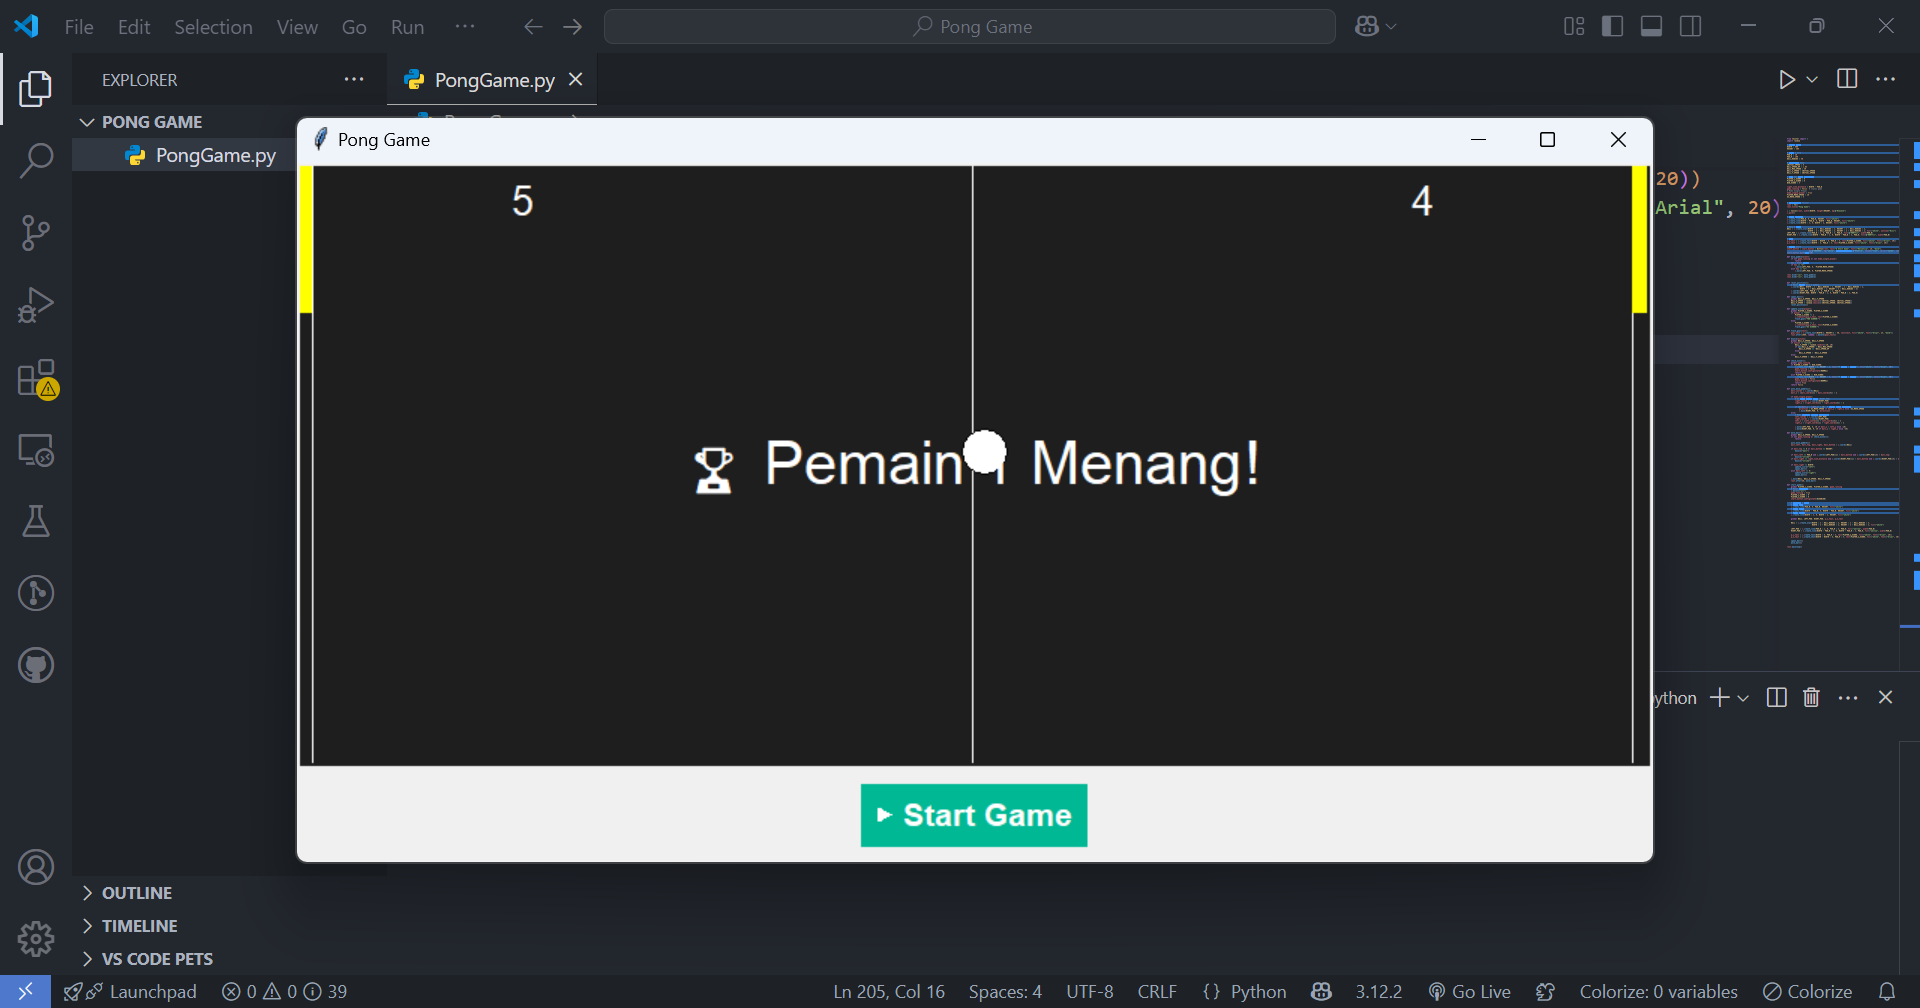 File Edit Selection View Go Run
Pong Game
EXPLORER
PongGame.py
PONG GAME
PongGame.py
Pong Game
20))
Arial", 20)
5
4
Pemain 1 Menang!
Start Game
ython
OUTLINE
TIMELINE
VS CODE PETS
Launchpad 0 0 39 Ln 205, Col 16 Spaces: 4 UTF-8 CRLF {} Python 3.12.2 Go Live Colorize: 0 variables Colorize